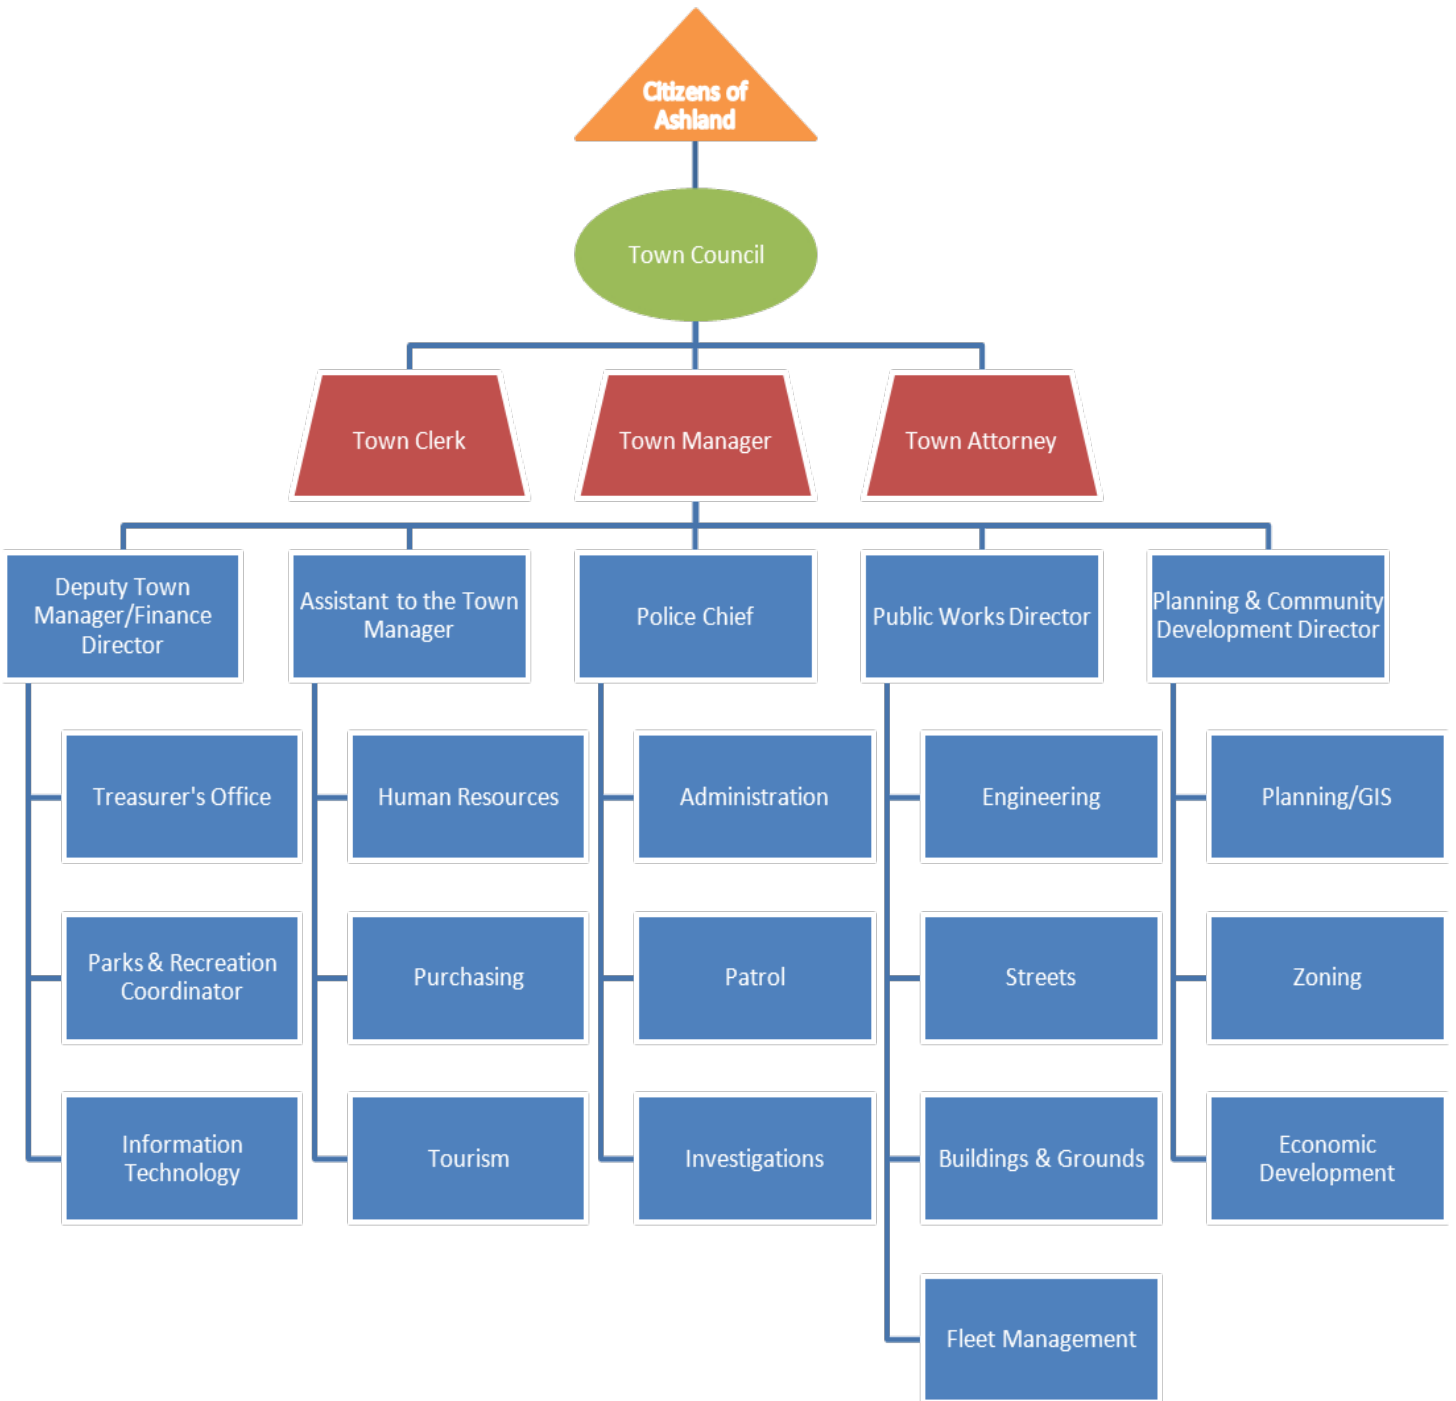 Citizens of
Ashland
Town Council
Town Clerk
Town Manager
Town Attorney
Deputy Town
Manager/Finance
Director
Assistant to the Town
Manager
Police Chief
Public Works Director
Planning & Community
Development Director
Treasurer's Office
Human Resources
Administration
Engineering
Planning/GIS
Parks & Recreation
Coordinator
Purchasing
Patrol
Streets
Zoning
Information
Technology
Tourism
Investigations
Buildings & Grounds
Economic
Development
Fleet Management